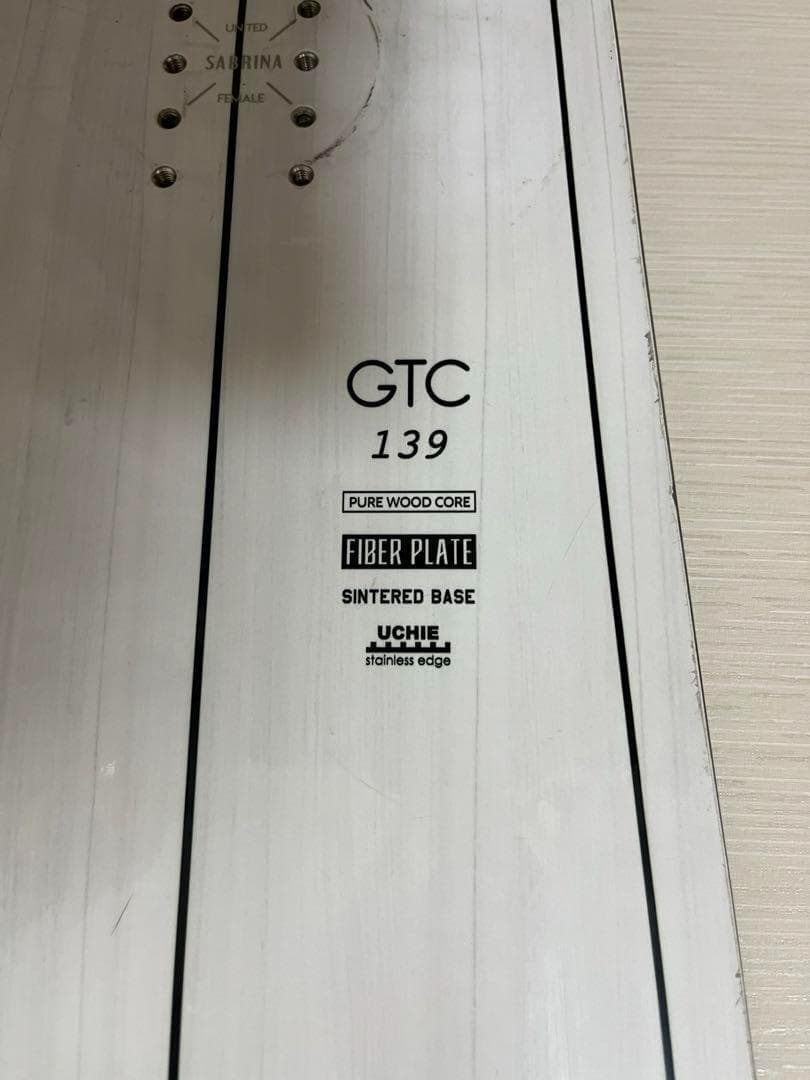 UNITED
SABRINA
FEMALE
GTC
139
PURE WOOD CORE
FIBER PLATE
SINTERED BASE
UCHIE
stainless edge